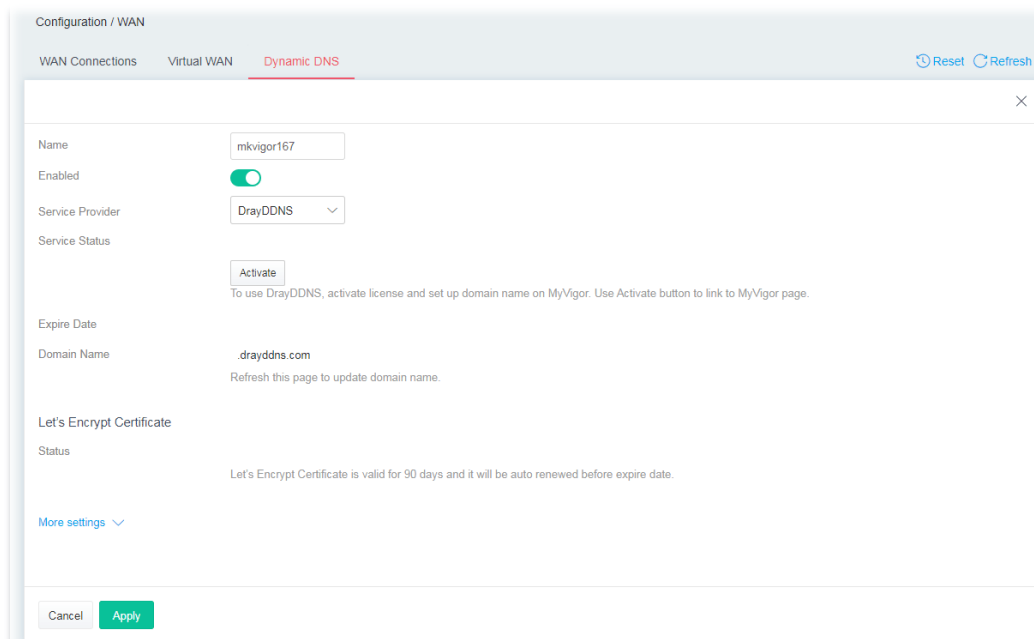 Configuration / WAN
WAN Connections Virtual WAN Dynamic DNS Reset Refresh
Name mkvigor167
Enabled
Service Provider DrayDDNS
Service Status
Activate
To use DrayDDNS, activate license and set up domain name on MyVigor. Use Activate button to link to MyVigor page.
Expire Date
Domain Name .drayddns.com
Refresh this page to update domain name.
Let's Encrypt Certificate
Status
Let's Encrypt Certificate is valid for 90 days and it will be auto renewed before expire date.
More settings
Cancel Apply